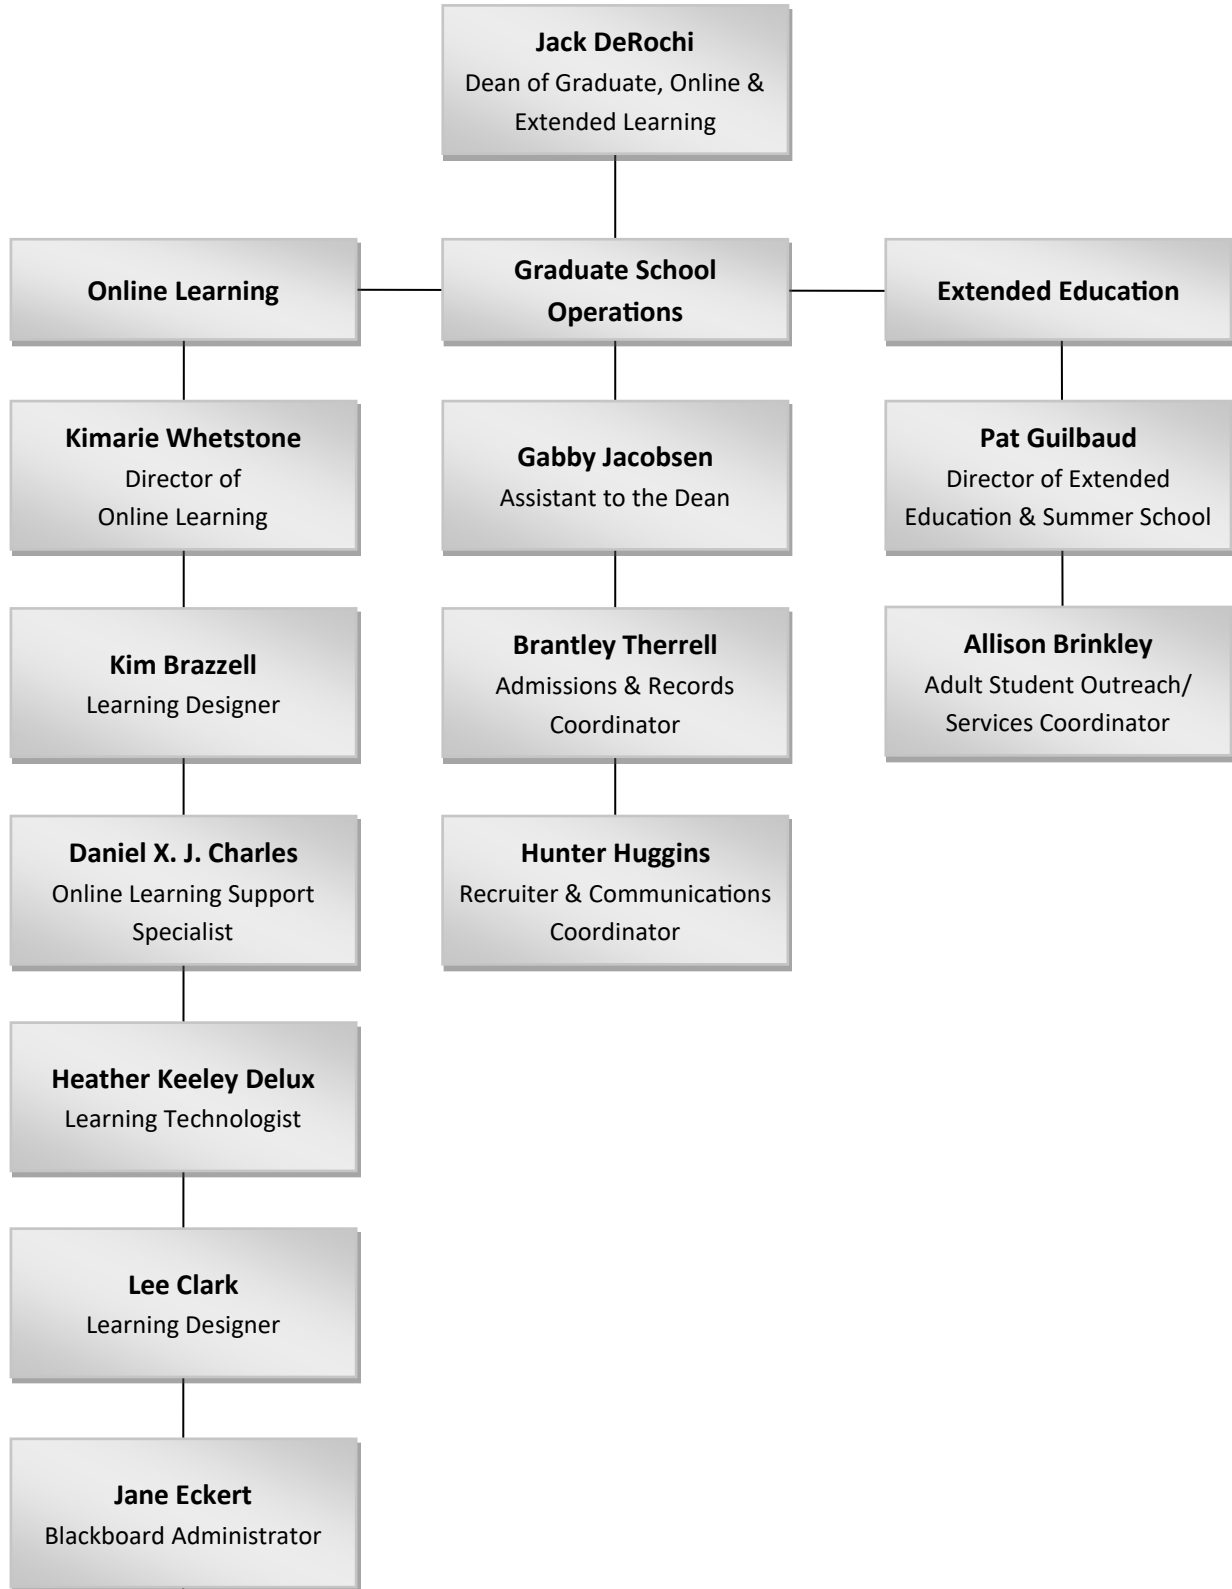 Jack DeRochi
Dean of Graduate, Online &
Extended Learning
Online Learning
Graduate School
Operations
Extended Education
Kimarie Whetstone
Director of
Online Learning
Gabby Jacobsen
Assistant to the Dean
Pat Guilbaud
Director of Extended
Education & Summer School
Kim Brazzell
Learning Designer
Brantley Therrell
Admissions & Records
Coordinator
Allison Brinkley
Adult Student Outreach/
Services Coordinator
Daniel X. J. Charles
Online Learning Support
Specialist
Hunter Huggins
Recruiter & Communications
Coordinator
Heather Keeley Delux
Learning Technologist
Lee Clark
Learning Designer
Jane Eckert
Blackboard Administrator